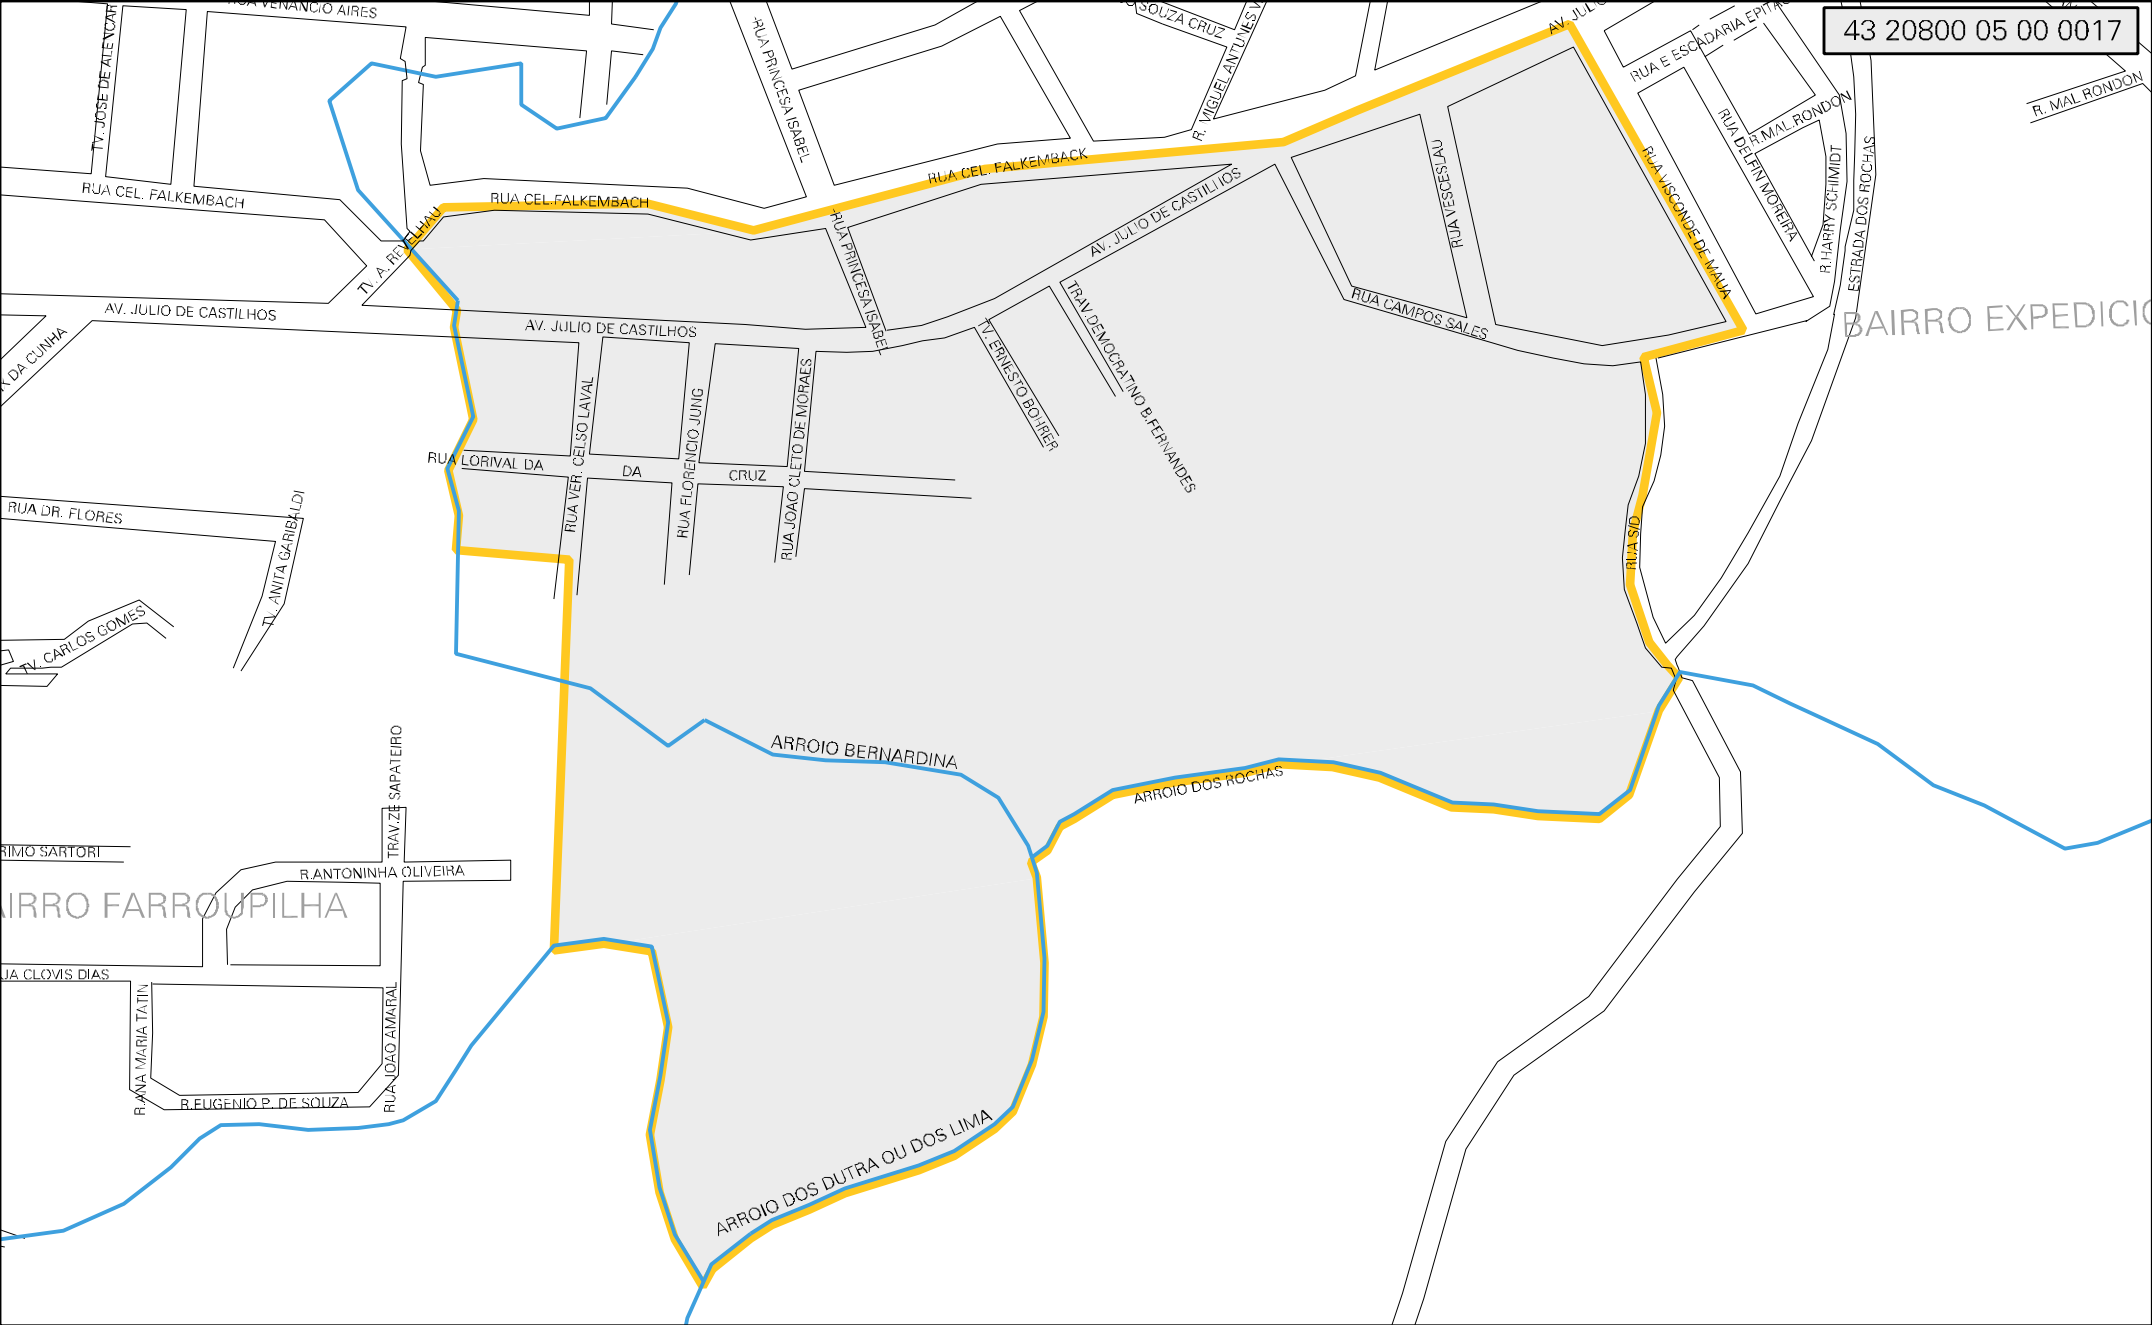 RUA VENANCIO AIRES
SOUZA CRUZ
43 20800 05 00 0017
TV. JOSE DE ALENCAR
RUA PRINCESA ISABEL
R. MIGUEL ANTUNES
RUA E ESCADARIA
R. MAL RONDON
R.MAL.RONDON
RUA DELFIN MOREIRA
R.HARRY SCHIMIDT
ESTRADA DOS ROCHAS
RUA VISCONDE DE MAUA
RUA VESCESLAU
RUA CEL. FALKEMBACK
RUA CEL. FALKEMBACH
RUA CEL.FALKEMBACH
TV. A. REVELHAU
RUA PRINCESA ISABEL
AV. JULIO DE CASTILHOS
AV. JULIO DE CASTILHOS
AV. JULIO DE CASTILHOS
RUA CAMPOS SALES
BAIRRO EXPEDICIO
DA CUNHA
TV. ERNESTO BOHRER
TRAV.DEMOCRATINO B.FERNANDES
RUA VER. CELSO LAVAL
RUA FLORENCIO JUNG
RUA JOAO CLETO DE MORAES
RUA LORIVAL DA
DA
CRUZ
RUA DR. FLORES
TV. ANITA GARIBALDI
RUA SID
TV. CARLOS GOMES
ARROIO BERNARDINA
ARROIO DOS ROCHAS
TRAV.ZE SAPATEIRO
RIMO SARTORI
R.ANTONINHA OLIVEIRA
AIRRO FARROUPILHA
UA CLOVIS DIAS
R.ANA MARIA TATIN
RUA JOAO AMARAL
R.EUGENIO P. DE SOUZA
ARROIO DOS DUTRA OU DOS LIMA